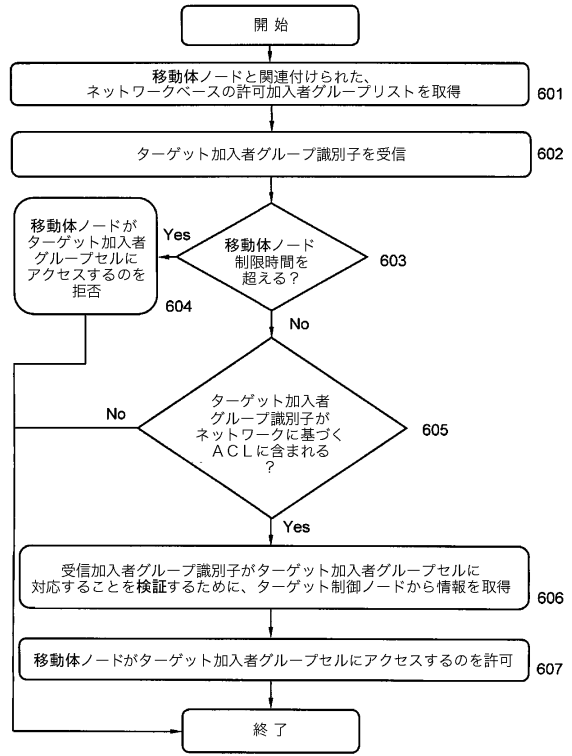 開 始
移動体ノードと関連付けられた、
ネットワークベースの許可加入者グループリストを取得
601
ターゲット加入者グループ識別子を受信
602
移動体ノード
制限時間を
超える？
603
Yes
移動体ノードが
ターゲット加入者
グループセルに
アクセスするのを
拒否
604
No
ターゲット加入者
グループ識別子が
ネットワークに基づく
ＡＣＬに含まれる
？
605
No
Yes
受信加入者グループ識別子がターゲット加入者グループセルに
対応することを検証するために、ターゲット制御ノードから情報を取得
606
移動体ノードがターゲット加入者グループセルにアクセスするのを許可
607
終 了